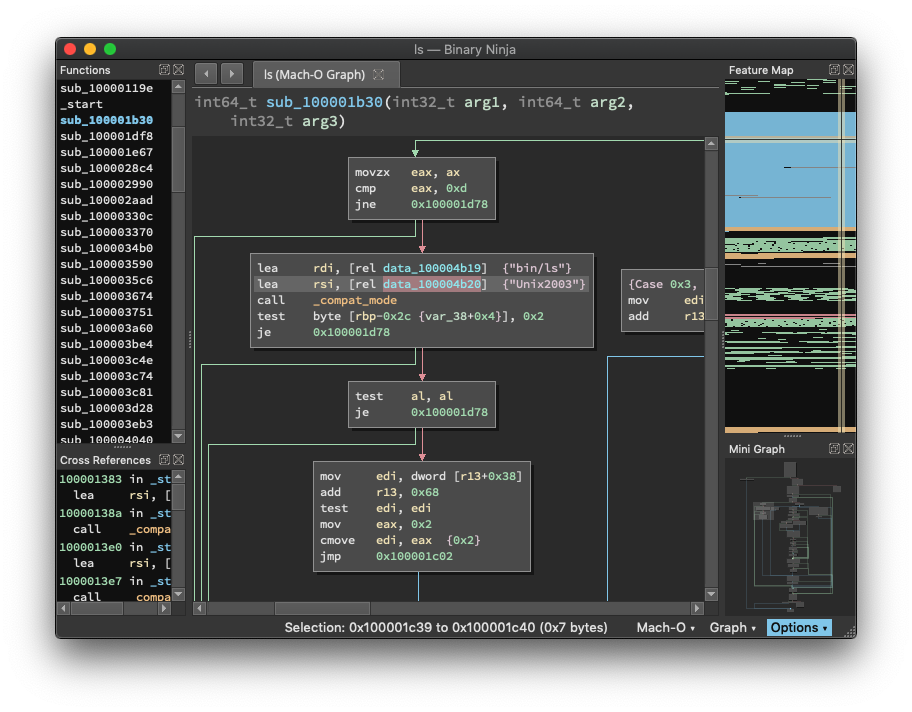 ls — Binary Ninja
Functions
sub_10000119e
_start
sub_100001b30
sub_100001df8
sub_100001e67
sub_1000028c4
sub_100002990
sub_100002aad
sub_10000330c
sub_100003370
sub_1000034b0
sub_100003590
sub_1000035c6
sub_100003674
sub_100003751
sub_100003a60
sub_100003be4
sub_100003c4e
sub_100003c74
sub_100003c81
sub_100003d28
sub_100003eb3
sub_100004040
Cross References
100001383 in _st
lea rsi, [
10000138a in _st
call _compa
1000013e0 in _st
lea rsi, [
1000013e7 in _st
call _compa
ls (Mach-O Graph)
int64_t sub_100001b30(int32_t arg1, int64_t arg2,
int32_t arg3)
movzx eax, ax
cmp eax, 0xd
jne 0x100001d78
lea rdi, [rel data_100004b19] {"bin/ls"}
lea rsi, [rel data_100004b20] {"Unix2003"}
call _compat_mode
test byte [rbp-0x2c {var_38+0x4}], 0x2
je 0x100001d78
{Case 0x3,
mov edi
add r13
test al, al
je 0x100001d78
mov edi, dword [r13+0x38]
add r13, 0x68
test edi, edi
mov eax, 0x2
cmove edi, eax {0x2}
jmp 0x100001c02
Feature Map
Mini Graph
Selection: 0x100001c39 to 0x100001c40 (0x7 bytes)
Mach-O
Graph
Options